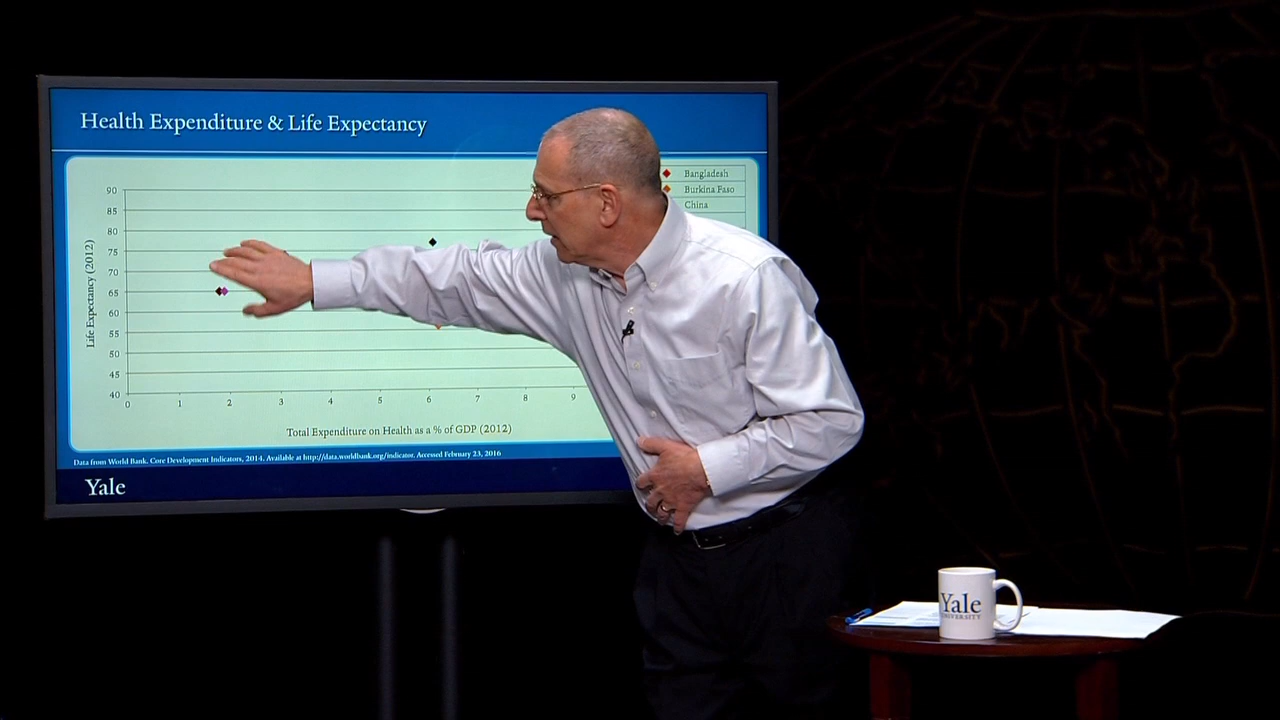 Health Expenditure & Life Expectancy
Bangladesh
Burkina Faso
China
90
85
80
75
70
65
60
55
50
45
40
Life Expectancy (2012)
0 1 2 3 4 5 6 7 8 9
Total Expenditure on Health as a % of GDP (2012)
Data from World Bank. Core Development Indicators, 2014. Available at http://data.worldbank.org/indicator. Accessed February 23, 2016
Yale
Yale
UNIVERSITY